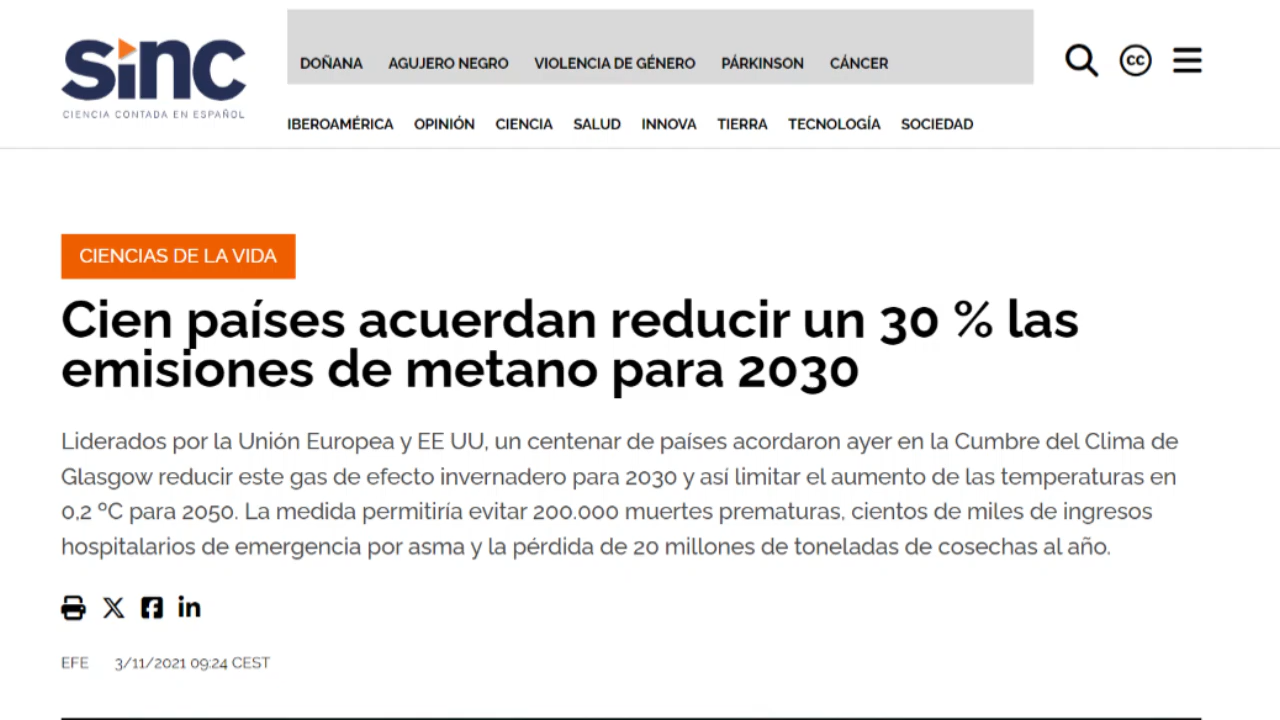 sinc
CIENCIA CONTADA EN ESPAÑOL
DOÑANA AGUJERO NEGRO VIOLENCIA DE GÉNERO PÁRKINSON CÁNCER
cc
IBEROAMÉRICA OPINIÓN CIENCIA SALUD INNOVA TIERRA TECNOLOGÍA SOCIEDAD
CIENCIAS DE LA VIDA
Cien países acuerdan reducir un 30 % las
emisiones de metano para 2030
Liderados por la Unión Europea y EE UU, un centenar de países acordaron ayer en la Cumbre del Clima de
Glasgow reducir este gas de efecto invernadero para 2030 y así limitar el aumento de las temperaturas en
0,2 ºC para 2050. La medida permitiría evitar 200.000 muertes prematuras, cientos de miles de ingresos
hospitalarios de emergencia por asma y la pérdida de 20 millones de toneladas de cosechas al año.
EFE 3/11/2021 09:24 CEST